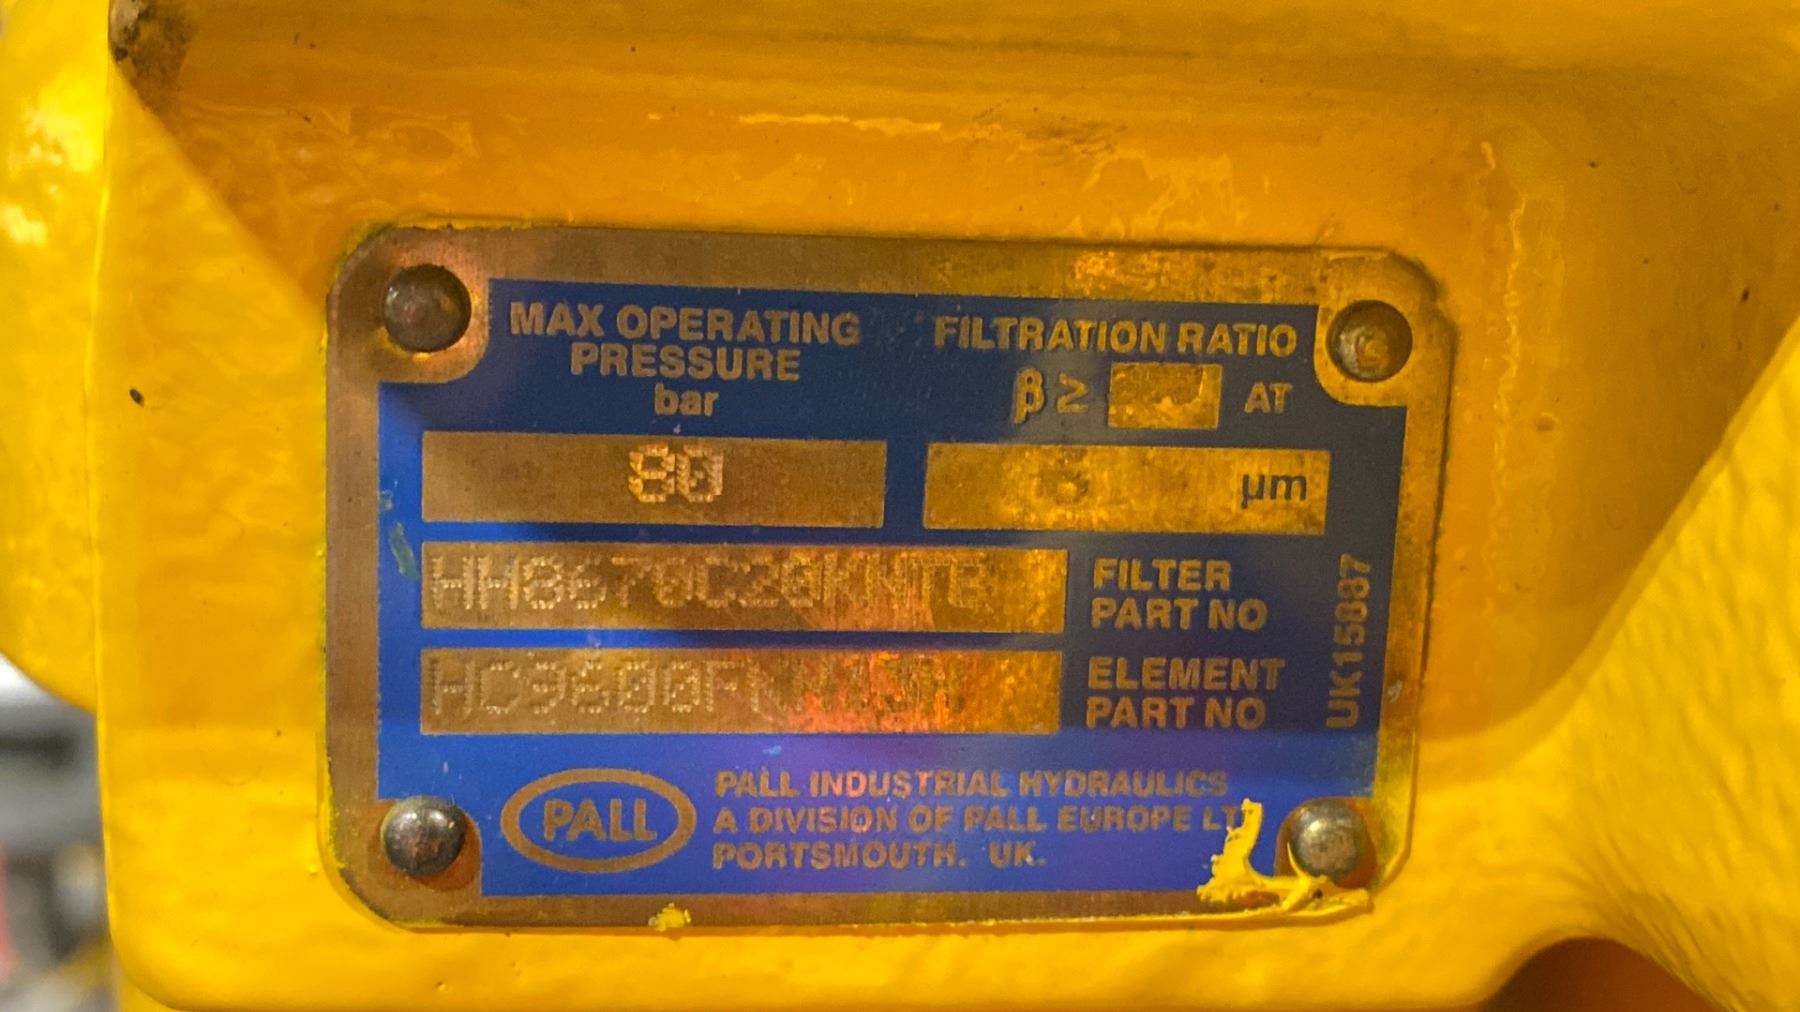 MAX OPERATING
PRESSURE
bar
FILTRATION RATIO
β ≥ AT
80
µm
HH8670C20KNTB
FILTER
PART NO
ELEMENT
PART NO
UK15887
PALL
PALL INDUSTRIAL HYDRAULICS
A DIVISION OF PALL EUROPE
PORTSMOUTH. UK.